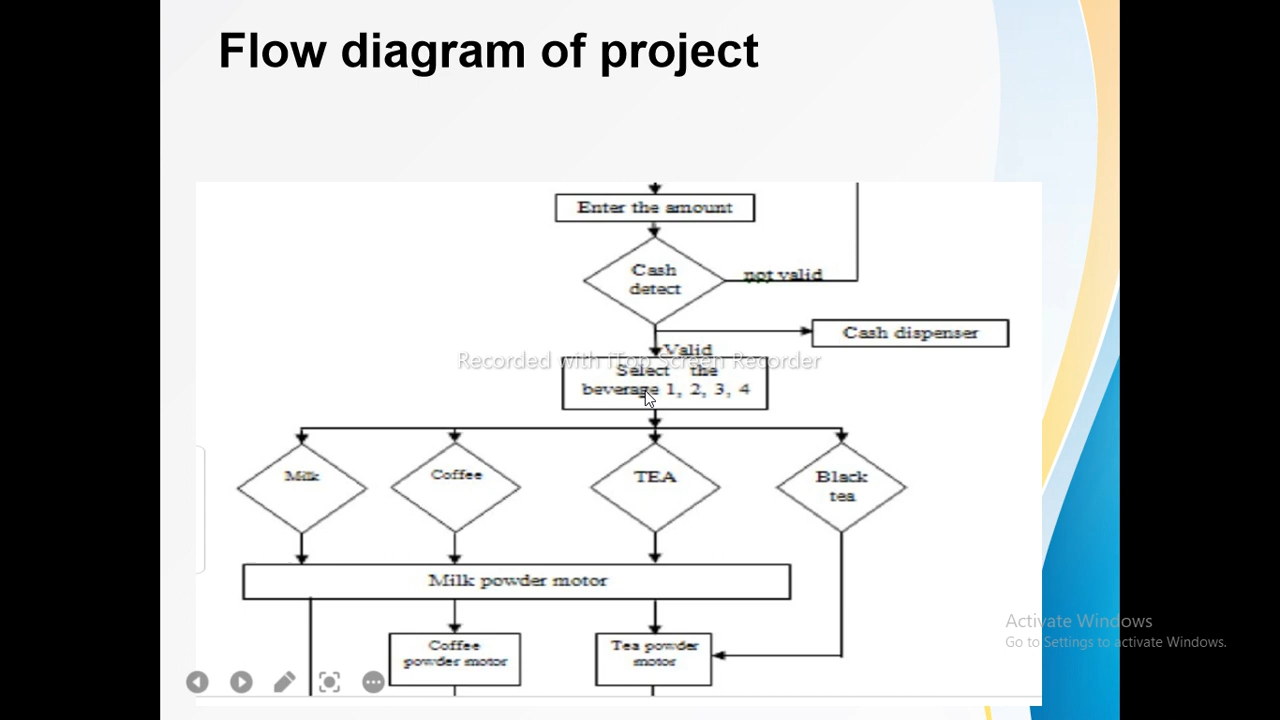 Flow diagram of project
Enter the amount
Cash
detect
not valid
Cash dispenser
Valid
Recorded with iTop Screen Recorder
Select the
beverage 1, 2, 3, 4
Milk
Coffee
TEA
Black
tea
Milk powder motor
Coffee
powder motor
Tea powder
motor
Activate Windows
Go to Settings to activate Windows.